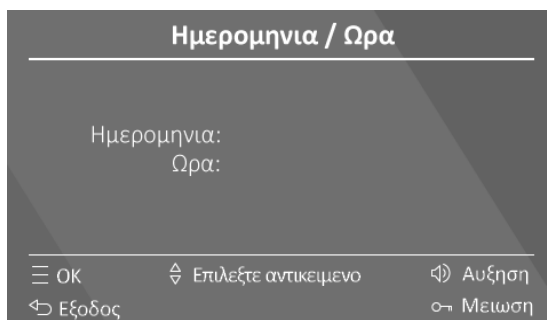 Ημερομηνια / Ωρα
Ημερομηνια:
Ωρα:
OK Επιλεξτε αντικειμενο Αυξηση
Εξοδος Μειωση